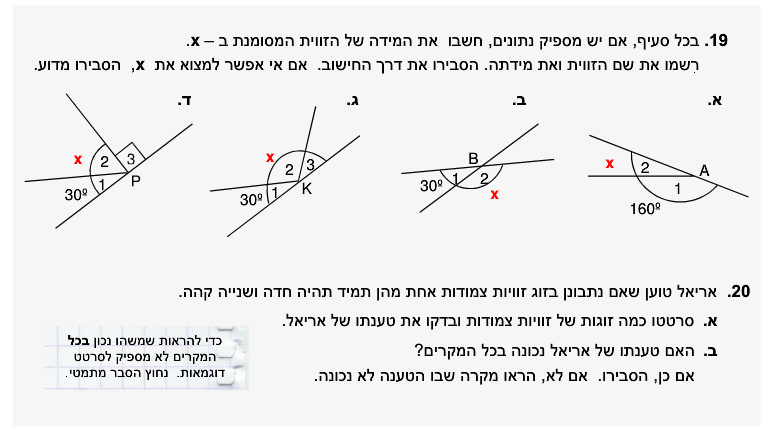 19. בכל סעיף, אם יש מספיק נתונים, חשבו את המידה של הזווית המסומנת ב – x.
רִשמו את שם הזווית ואת מידתה. הסבירו את דרך החישוב. אם אי אפשר למצוא את x, הסבירו מדוע.
א.
x
2
A
1
160º
ב.
B
30º
1
2
x
ג.
x
2
3
30º
1
K
ד.
x
2
3
30º
1
P
20. אריאל טוען שאם נתבונן בזוג זוויות צמודות אחת מהן תמיד תהיה חדה ושנייה קהה.
א. סרטטו כמה זוגות של זוויות צמודות ובדקו את טענתו של אריאל.
ב. האם טענתו של אריאל נכונה בכל המקרים?
אם כן, הסבירו. אם לא, הראו מקרה שבו הטענה לא נכונה.
כדי להראות שמשהו נכון בכל
המקרים לא מספיק לסרטט
דוגמאות. נחוץ הסבר מתמטי.